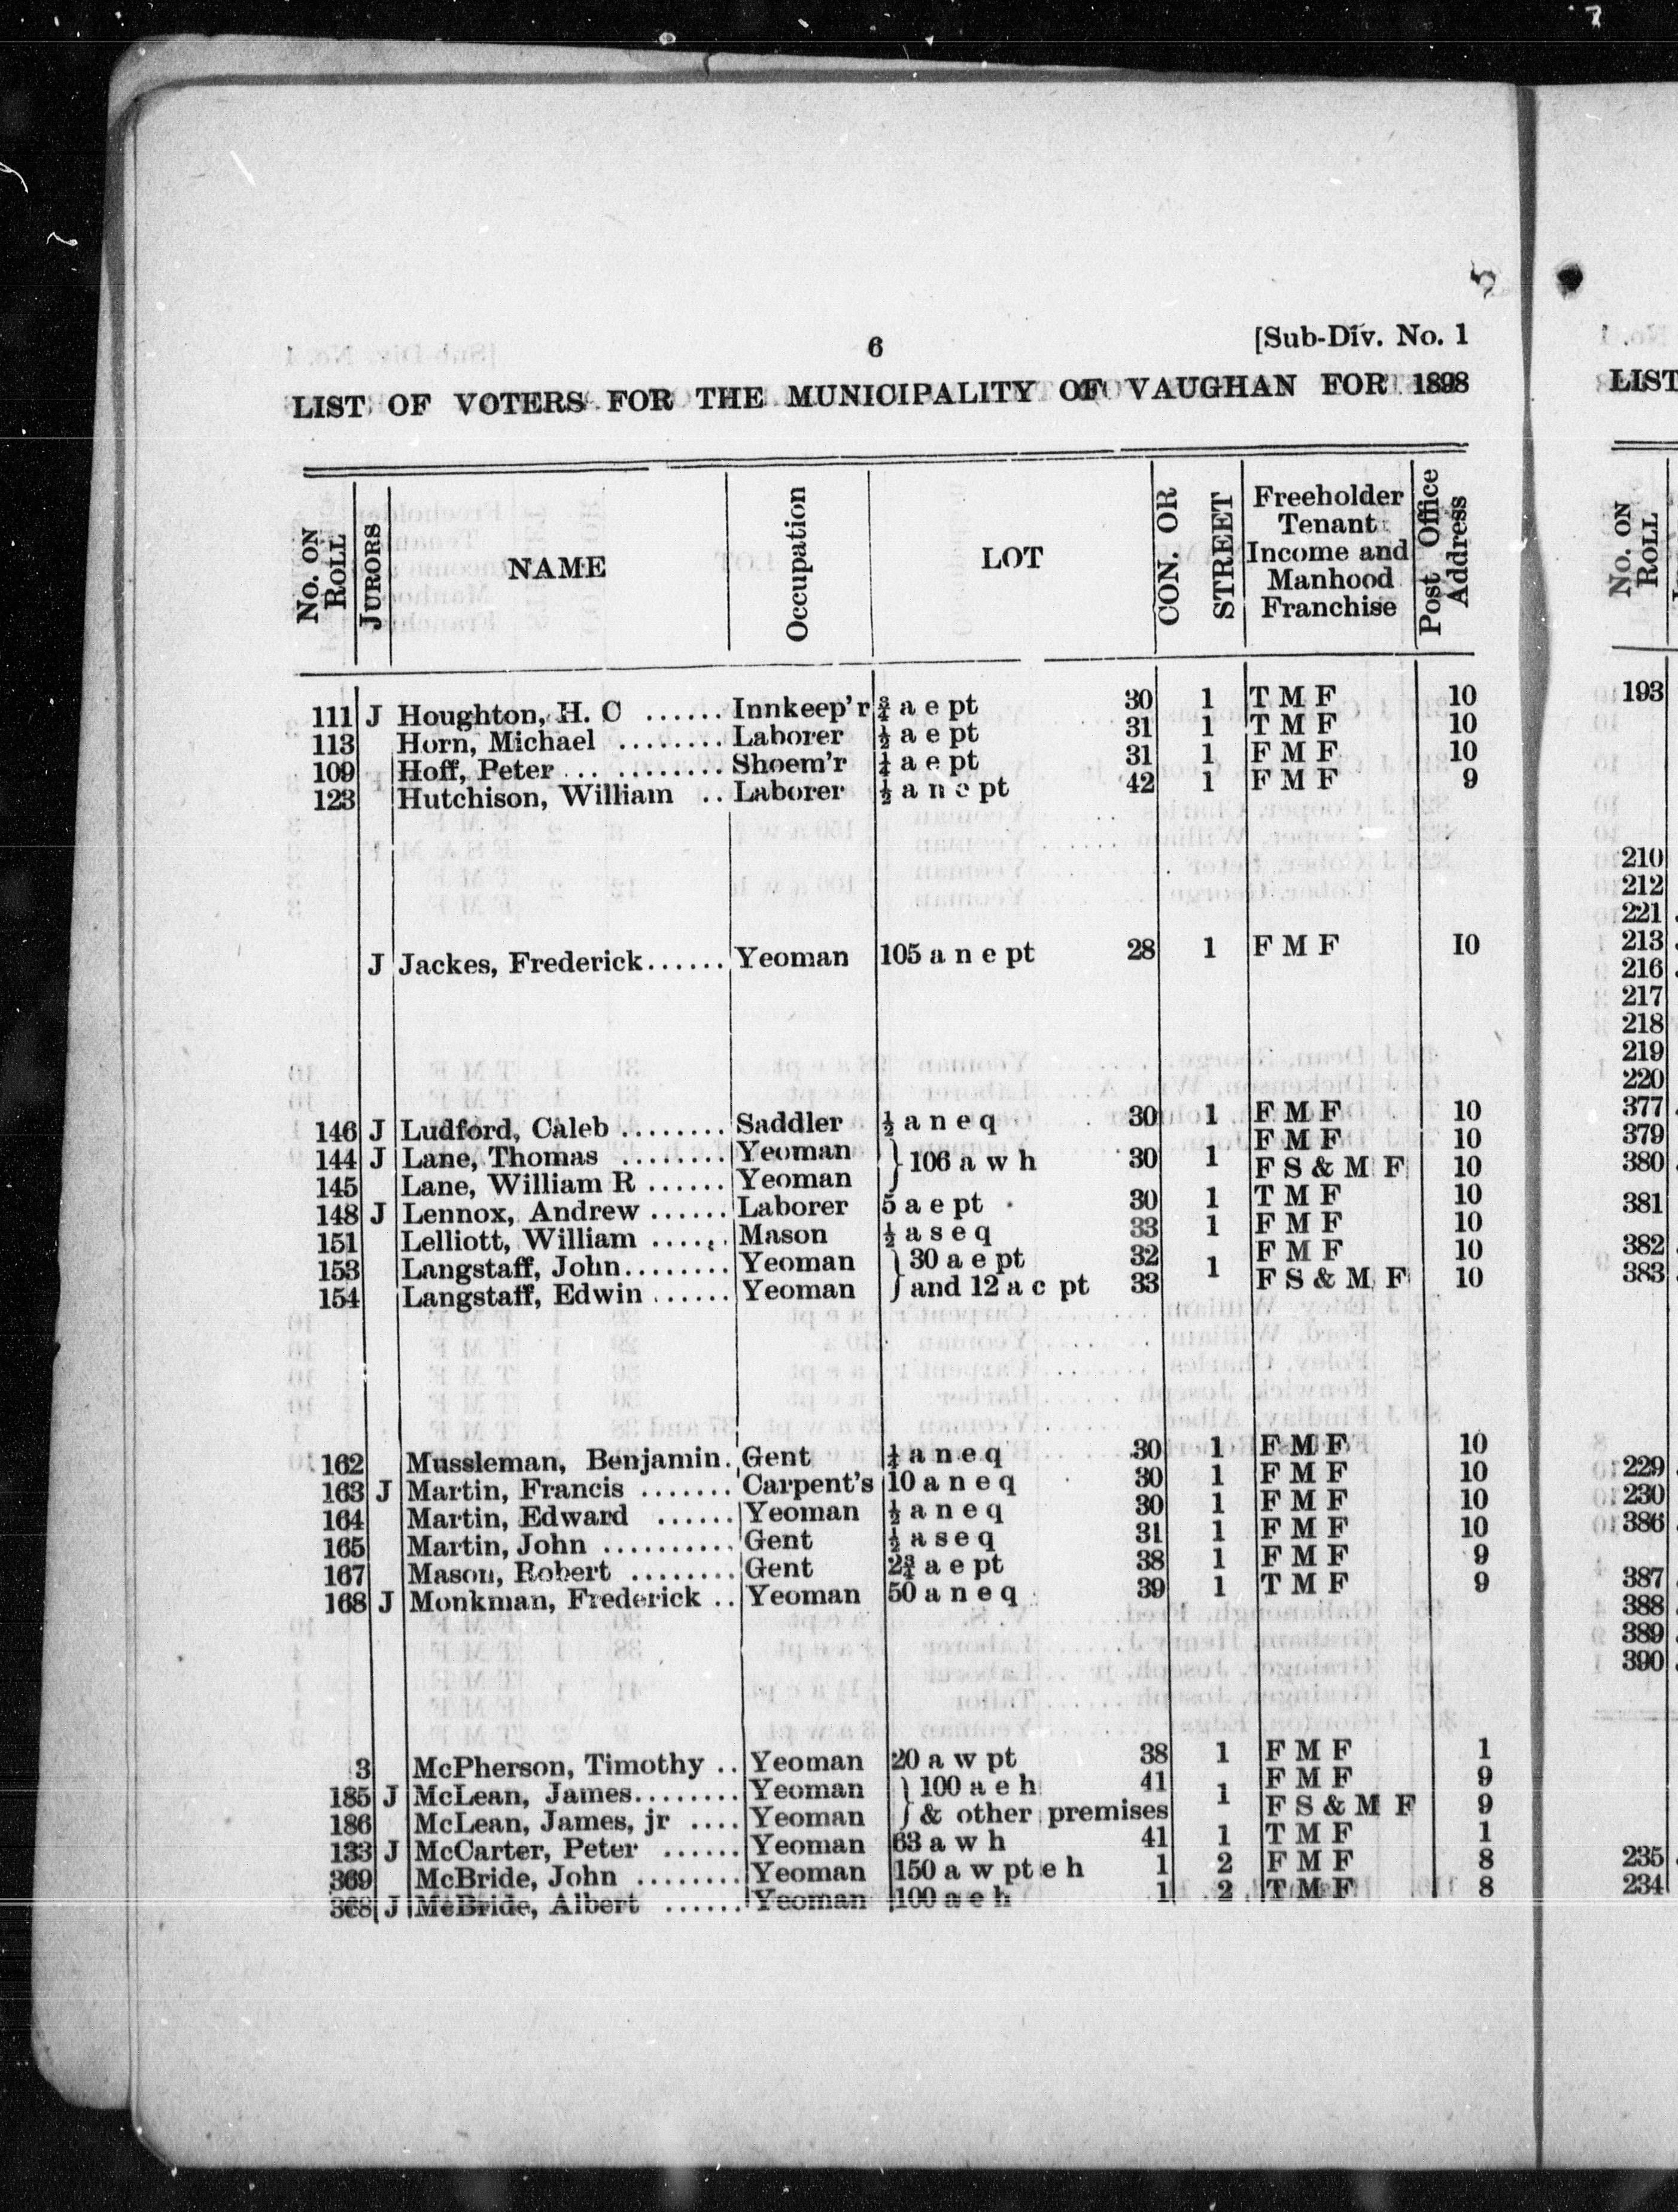 6 [Sub-Div. No. 1
LIST OF VOTERS FOR THE MUNICIPALITY OF VAUGHAN FOR 1898
No. ON ROLL JURORS NAME Occupation LOT CON. OR STREET Freeholder Tenant Income and Manhood Franchise Post Office Address
111 J Houghton, H. C ...... Innkeep'r ¾ a e pt 30 1 T M F 10
113 Horn, Michael ........ Laborer ½ a e pt 31 1 T M F 10
109 Hoff, Peter ... ......... Shoem'r ¼ a e pt 31 1 F M F 10
123 Hutchison, William .. Laborer ½ a n e pt 42 1 F M F 9
J Jackes, Frederick...... Yeoman 105 a n e pt 28 1 F M F I0
146 J Ludford, Caleb ........ Saddler ½ a n e q 30 1 F M F 10
144 J Lane, Thomas ........ Yeoman } 106 a w h 30 1 F M F 10
145 Lane, William R ...... Yeoman F S & M F 10
148 J Lennox, Andrew ...... Laborer 5 a e pt 30 1 T M F 10
151 Lelliott, William ..... Mason ½ a s e q 33 1 F M F 10
153 Langstaff, John........ Yeoman } 30 a e pt 32 1 F M F 10
154 Langstaff, Edwin ...... Yeoman and 12 a c pt 33 F S & M F 10
162 Mussleman, Benjamin. Gent ¼ a n e q 30 1 F M F 10
163 J Martin, Francis ....... Carpent's 10 a n e q 30 1 F M F 10
164 Martin, Edward ...... Yeoman ½ a n e q 30 1 F M F 10
165 Martin, John .......... Gent ½ a s e q 31 1 F M F 10
167 Mason, Robert ........ Gent 2¾ a e pt 38 1 F M F 9
168 J Monkman, Frederick .. Yeoman 50 a n e q 39 1 T M F 9
3 McPherson, Timothy .. Yeoman 20 a w pt 38 1 F M F 1
185 J McLean, James........ Yeoman } 100 a e h 41 1 F M F 9
186 McLean, James, jr .... Yeoman & other premises F S & M F 9
133 J McCarter, Peter ...... Yeoman 63 a w h 41 1 T M F 1
369 McBride, John ........ Yeoman 150 a w pt e h 1 2 F M F 8
368 J McBride, Albert ...... Yeoman 100 a e h 1 2 T M F 8
LIST
No. ON ROLL
193
210
212
221
213
216
217
218
219
220
377
379
380
381
382
383
229
230
386
387
388
389
390
235
234